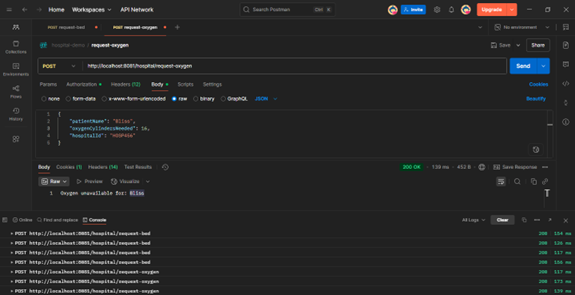 Home Workspaces API Network Search Postman Invite Upgrade
POST request-bed POST request-oxygen No environment
hospital-demo / request-oxygen Save Share
POST http://localhost:8081/hospital/request-oxygen Send
Params Authorization Headers (12) Body Scripts Settings Cookies
none form-data x-www-form-urlencoded raw binary GraphQL JSON Beautify
Collections
Environments
Flows
History
1 {
2 "patientName": "Bliss",
3 "oxygenCylindersNeeded": 16,
4 "hospitalId": "HOSP456"
5 }
Body Cookies (1) Headers (14) Test Results 200 OK 139 ms 452 B Save Response
Raw Preview Visualize
1 Oxygen unavailable for: Bliss
Online Find and replace Console All Logs Clear
POST http://localhost:8081/hospital/request-bed 200 154 ms
POST http://localhost:8081/hospital/request-bed 200 126 ms
POST http://localhost:8081/hospital/request-bed 200 117 ms
POST http://localhost:8081/hospital/request-bed 200 156 ms
POST http://localhost:8081/hospital/request-oxygen 200 117 ms
POST http://localhost:8081/hospital/request-oxygen 200 173 ms
POST http://localhost:8081/hospital/request-oxygen 200 139 ms